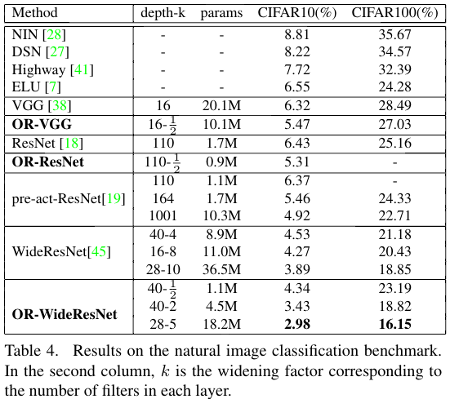 Method depth-k params CIFAR10(%) CIFAR100(%)
NIN [28] - - 8.81 35.67
DSN [27] - - 8.22 34.57
Highway [41] - - 7.72 32.39
ELU [7] - - 6.55 24.28
VGG [38] 16 20.1M 6.32 28.49
OR-VGG 16-1/2 10.1M 5.47 27.03
ResNet [18] 110 1.7M 6.43 25.16
OR-ResNet 110-1/2 0.9M 5.31 -
pre-act-ResNet[19] 110 1.1M 6.37 -
164 1.7M 5.46 24.33
1001 10.3M 4.92 22.71
WideResNet[45] 40-4 8.9M 4.53 21.18
16-8 11.0M 4.27 20.43
28-10 36.5M 3.89 18.85
OR-WideResNet 40-1/2 1.1M 4.34 23.19
40-2 4.5M 3.43 18.82
28-5 18.2M 2.98 16.15
Table 4. Results on the natural image classification benchmark.
In the second column, k is the widening factor corresponding to
the number of filters in each layer.